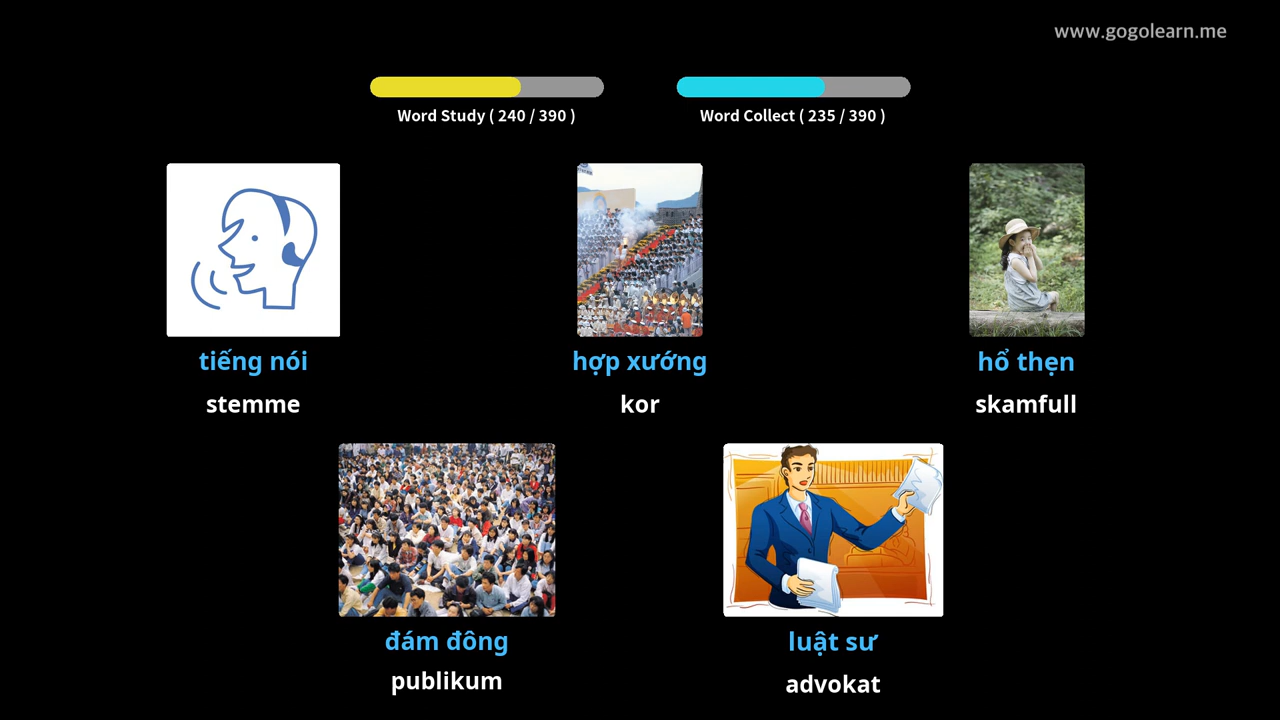 www.gogolearn.me
Word Study ( 240 / 390 )
Word Collect ( 235 / 390 )
tiếng nói
hợp xướng
hổ thẹn
stemme
kor
skamfull
đám đông
luật sư
publikum
advokat